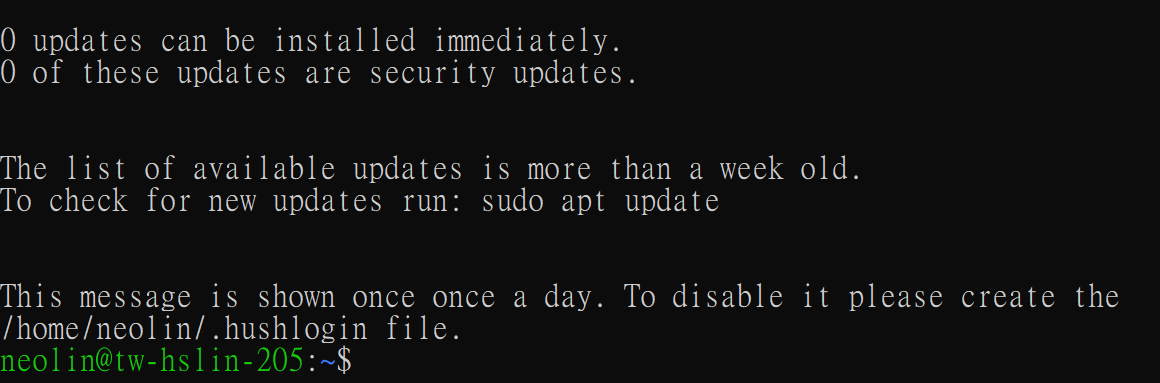 0 updates can be installed immediately.
0 of these updates are security updates.
The list of available updates is more than a week old.
To check for new updates run: sudo apt update
This message is shown once once a day. To disable it please create the
/home/neolin/.hushlogin file.
neolin@tw-hslin-205:~$